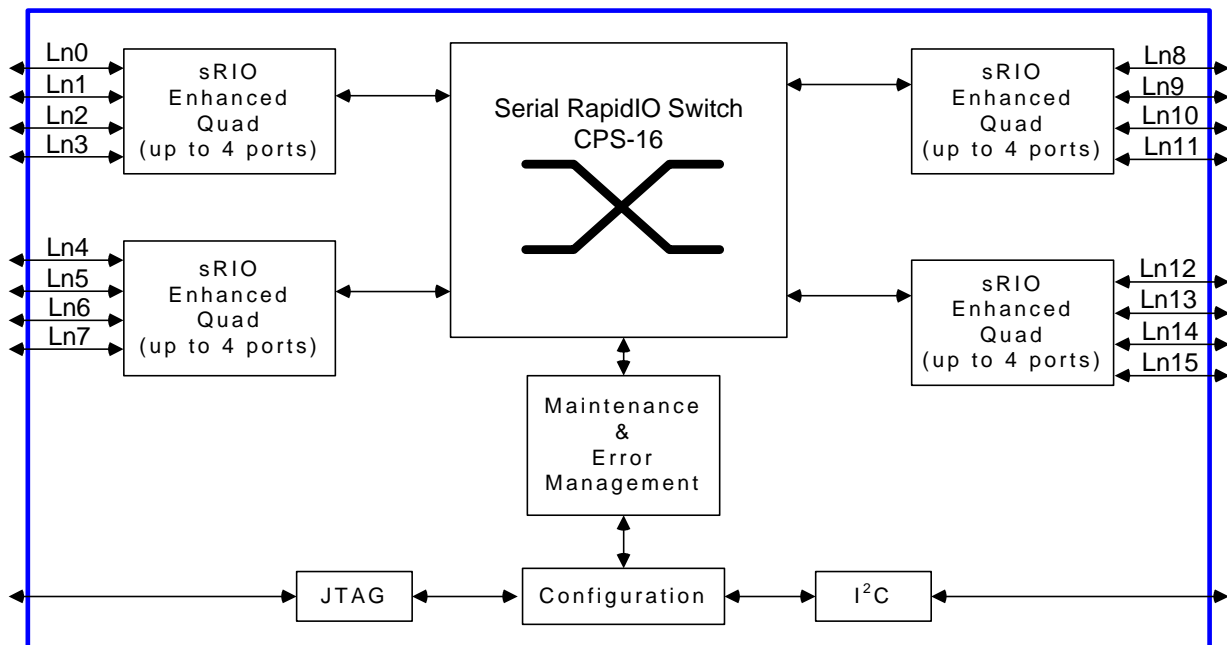 Ln0
Ln1
Ln2
Ln3
sRIO
Enhanced
Quad
(up to 4 ports)
Serial RapidIO Switch
CPS-16
sRIO
Enhanced
Quad
(up to 4 ports)
Ln8
Ln9
Ln10
Ln11
Ln4
Ln5
Ln6
Ln7
sRIO
Enhanced
Quad
(up to 4 ports)
sRIO
Enhanced
Quad
(up to 4 ports)
Ln12
Ln13
Ln14
Ln15
Maintenance
&
Error
Management
JTAG
Configuration
I²C